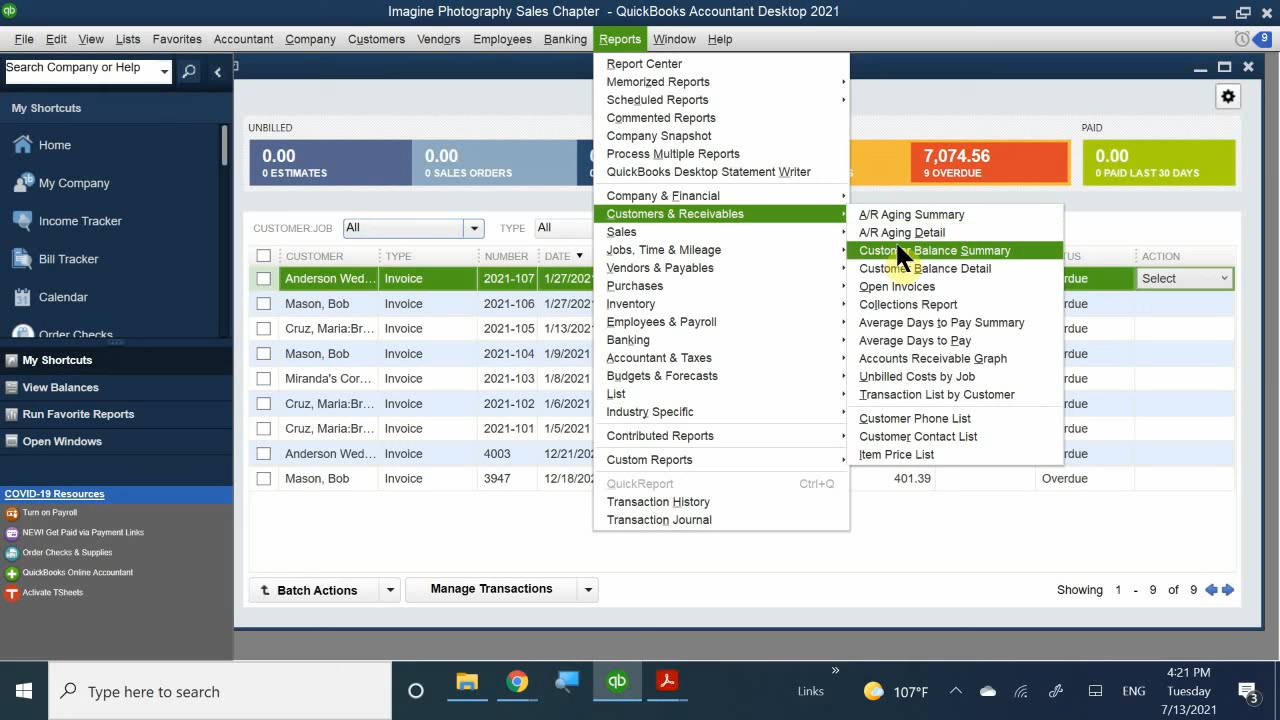 Imagine Photography Sales Chapter - QuickBooks Accountant Desktop 2021
File Edit View Lists Favorites Accountant Company Customers Vendors Employees Banking Reports Window Help 9
Search Company or Help
My Shortcuts
Home
My Company
Income Tracker
Bill Tracker
Calendar
Order Checks
My Shortcuts
View Balances
Run Favorite Reports
Open Windows
COVID-19 Resources
Turn on Payroll
NEW! Get Paid via Payment Links
Order Checks & Supplies
QuickBooks Online Accountant
Activate TSheets
UNBILLED
PAID
0.00
0 ESTIMATES
0.00
0 SALES ORDERS
7,074.56
9 OVERDUE
0.00
0 PAID LAST 30 DAYS
CUSTOMER:JOB All TYPE All
CUSTOMER TYPE NUMBER DATE ACTION
Anderson Wed... Invoice 2021-107 1/27/202 Select
Mason, Bob Invoice 2021-106 1/27/202
Cruz, Maria:Br... Invoice 2021-105 1/13/202
Mason, Bob Invoice 2021-104 1/9/2021
Miranda's Cor... Invoice 2021-103 1/8/2021
Cruz, Maria:Br... Invoice 2021-102 1/6/2021
Cruz, Maria:Br... Invoice 2021-101 1/5/2021
Anderson Wed... Invoice 4003 12/21/20
Mason, Bob Invoice 3947 12/18/20 401.39 Overdue
Report Center
Memorized Reports
Scheduled Reports
Commented Reports
Company Snapshot
Process Multiple Reports
QuickBooks Desktop Statement Writer
Company & Financial
Customers & Receivables
Sales
Jobs, Time & Mileage
Vendors & Payables
Purchases
Inventory
Employees & Payroll
Banking
Accountant & Taxes
Budgets & Forecasts
List
Industry Specific
Contributed Reports
Custom Reports
QuickReport Ctrl+Q
Transaction History
Transaction Journal
A/R Aging Summary
A/R Aging Detail
Customer Balance Summary
Customer Balance Detail
Open Invoices
Collections Report
Average Days to Pay Summary
Average Days to Pay
Accounts Receivable Graph
Unbilled Costs by Job
Transaction List by Customer
Customer Phone List
Customer Contact List
Item Price List
Batch Actions Manage Transactions Showing 1 - 9 of 9
Type here to search
Links »
107°F
ENG
4:21 PM
Tuesday
7/13/2021
3